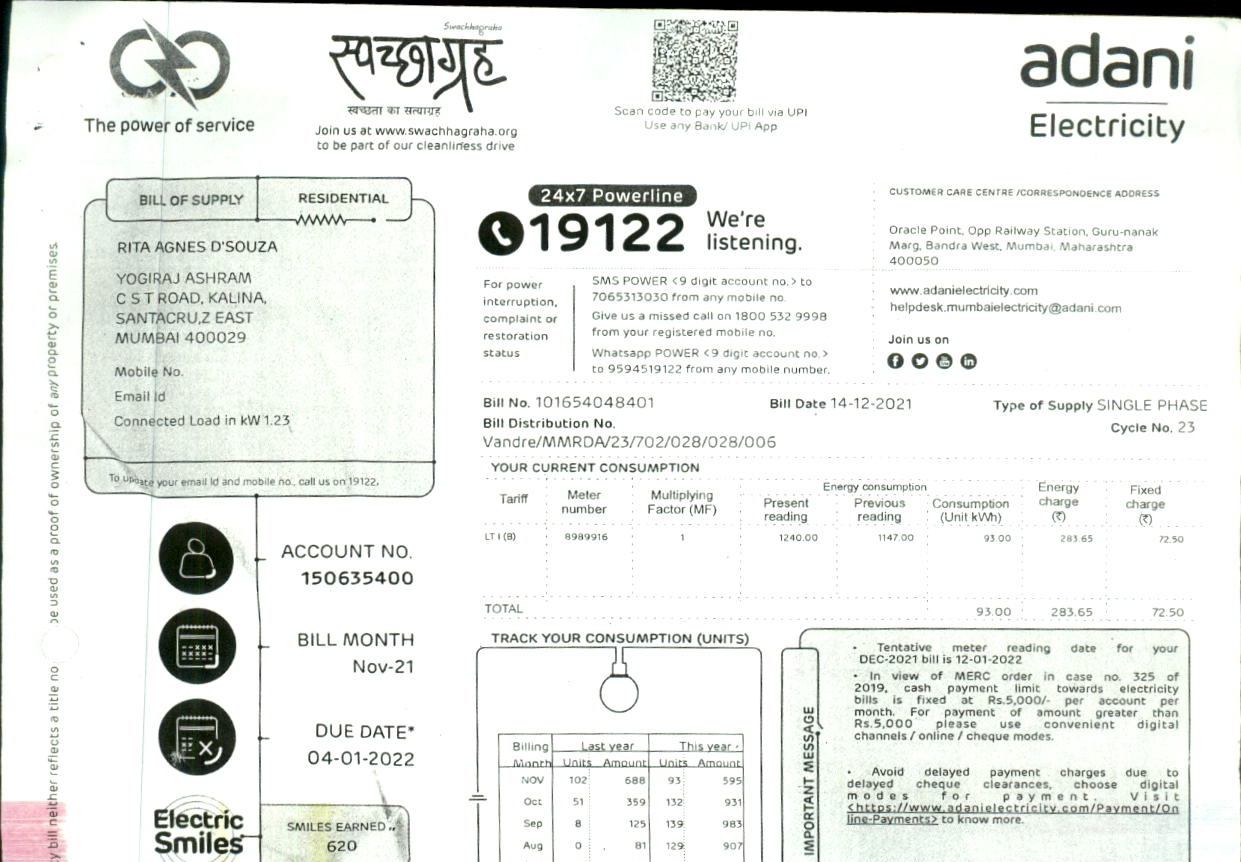 The power of service
Swachhagraha
स्वच्छाग्रह
स्वच्छता का सत्याग्रह
Join us at www.swachhagraha.org
to be part of our cleanliness drive
Scan code to pay your bill via UPI
Use any Bank/ UPI App
adani
Electricity
BILL OF SUPPLY RESIDENTIAL
RITA AGNES D'SOUZA
YOGIRAJ ASHRAM
C S T ROAD, KALINA,
SANTACRU,Z EAST
MUMBAI 400029
Mobile No.
Email Id
Connected Load in kW 1.23
To update your email Id and mobile no., call us on 19122.
24x7 Powerline
19122 We're
listening.
For power
interruption,
complaint or
restoration
status
SMS POWER <9 digit account no.> to
7065313030 from any mobile no.
Give us a missed call on 1800 532 9998
from your registered mobile no.
Whatsapp POWER <9 digit account no.>
to 9594519122 from any mobile number.
CUSTOMER CARE CENTRE /CORRESPONDENCE ADDRESS
Oracle Point, Opp Railway Station, Guru-nanak
Marg, Bandra West, Mumbai, Maharashtra
400050
www.adanielectricity.com
helpdesk.mumbaielectricity@adani.com
Join us on
Bill No. 101654048401 Bill Date 14-12-2021 Type of Supply SINGLE PHASE
Bill Distribution No. Cycle No. 23
Vandre/MMRDA/23/702/028/028/006
YOUR CURRENT CONSUMPTION
Tariff Meter number Multiplying Factor (MF) Energy consumption Present reading Previous reading Consumption (Unit kWh) Energy charge (₹) Fixed charge (₹)
LT I (B) 8989916 1 1240.00 1147.00 93.00 283.65 72.50
TOTAL 93.00 283.65 72.50
ACCOUNT NO.
150635400
BILL MONTH
Nov-21
DUE DATE*
04-01-2022
Electric
Smiles
SMILES EARNED
620
TRACK YOUR CONSUMPTION (UNITS)
Billing Last year This year
Month Units Amount Units Amount
NOV 102 688 93 595
Oct 51 359 132 931
Sep 8 125 139 983
Aug 0 81 129 907
IMPORTANT MESSAGE
• Tentative meter reading date for your
DEC-2021 bill is 12-01-2022
• In view of MERC order in case no. 325 of
2019, cash payment limit towards electricity
bills is fixed at Rs.5,000/- per account per
month. For payment of amount greater than
Rs.5,000 please use convenient digital
channels / online / cheque modes.
• Avoid delayed payment charges due to
delayed cheque clearances, choose digital
modes for payment. Visit
<https://www.adanielectricity.com/Payment/On
line-Payments> to know more.
y bill neither reflects a title no
be used as a proof of ownership of any property or premises